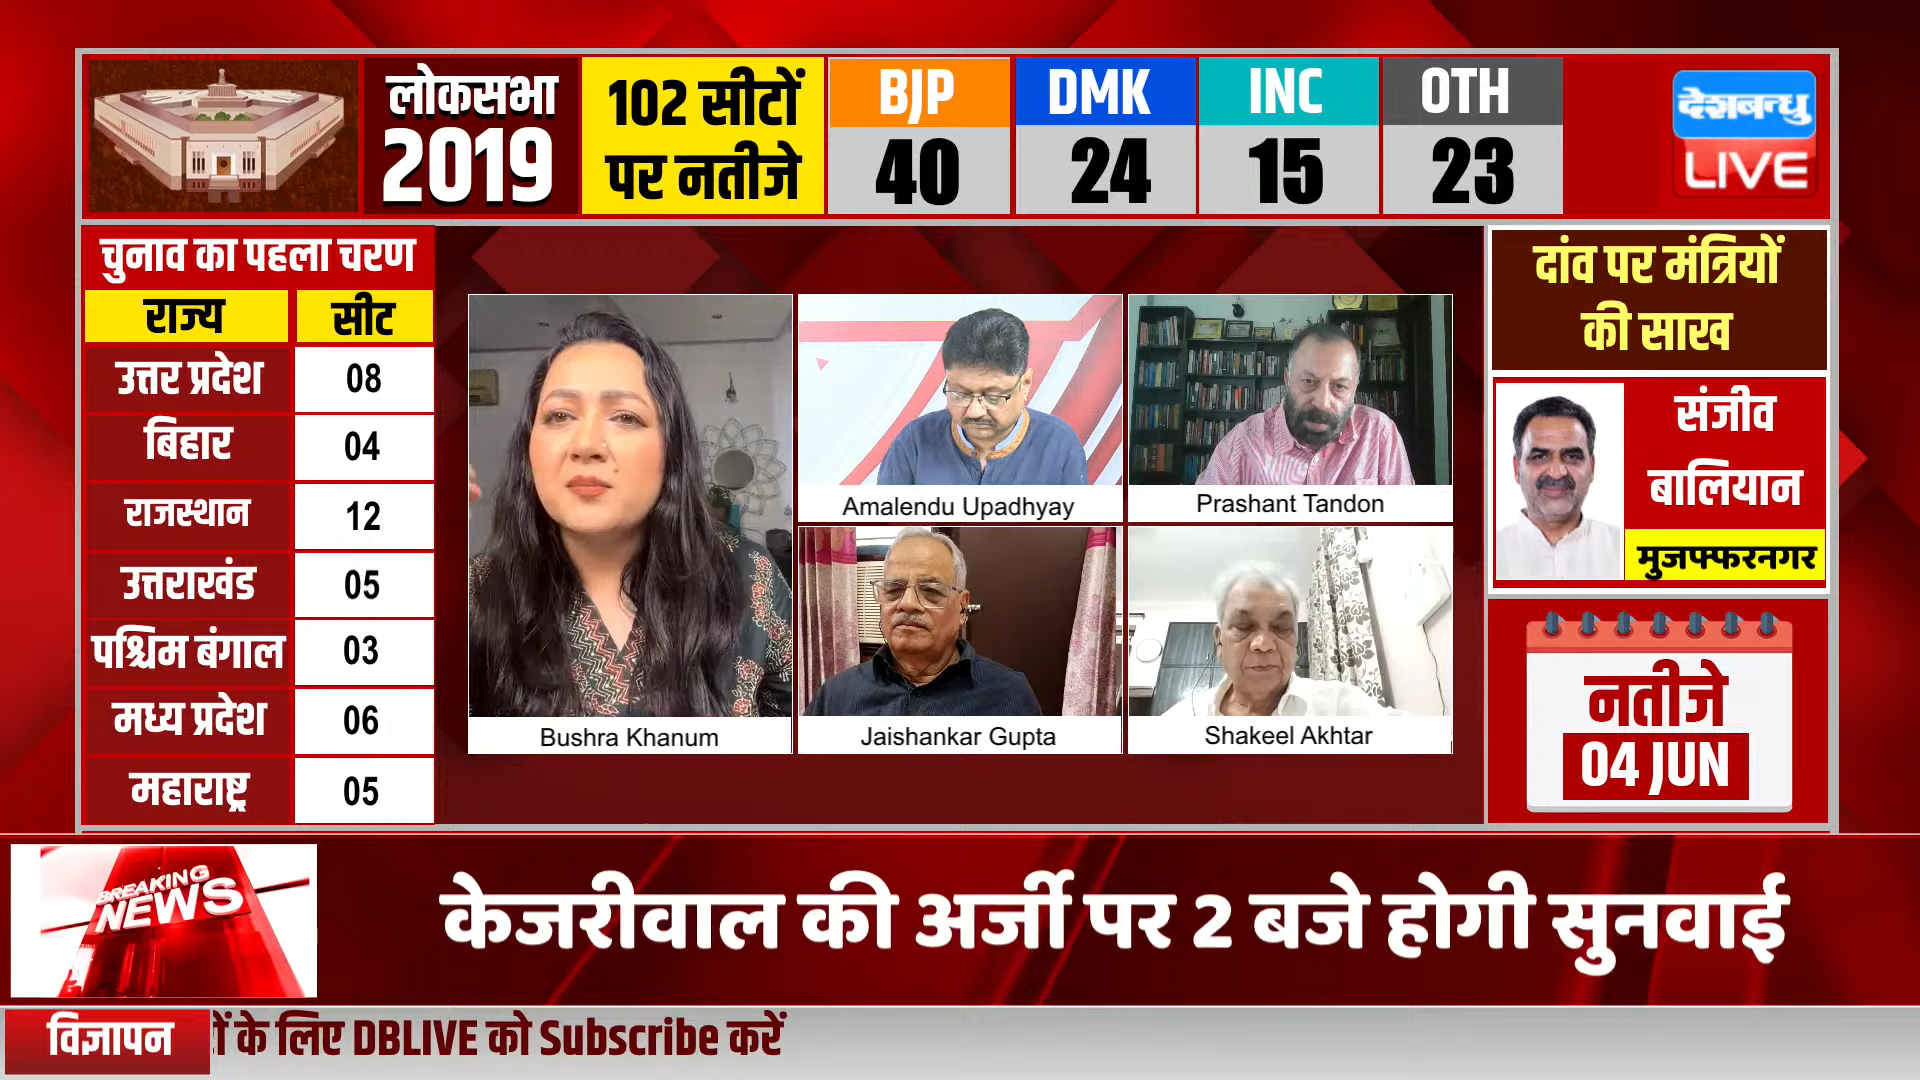 लोकसभा
2019
102 सीटों
पर नतीजे
BJP
40
DMK
24
INC
15
OTH
23
देशबन्धु
LIVE
चुनाव का पहला चरण
राज्य सीट
उत्तर प्रदेश 08
बिहार 04
राजस्थान 12
उत्तराखंड 05
पश्चिम बंगाल 03
मध्य प्रदेश 06
महाराष्ट्र 05
Bushra Khanum
Amalendu Upadhyay
Prashant Tandon
Jaishankar Gupta
Shakeel Akhtar
दांव पर मंत्रियों
की साख
संजीव
बालियान
मुजफ्फरनगर
नतीजे
04 JUN
BREAKING
NEWS
केजरीवाल की अर्जी पर 2 बजे होगी सुनवाई
विज्ञापन
के लिए DBLIVE को Subscribe करें